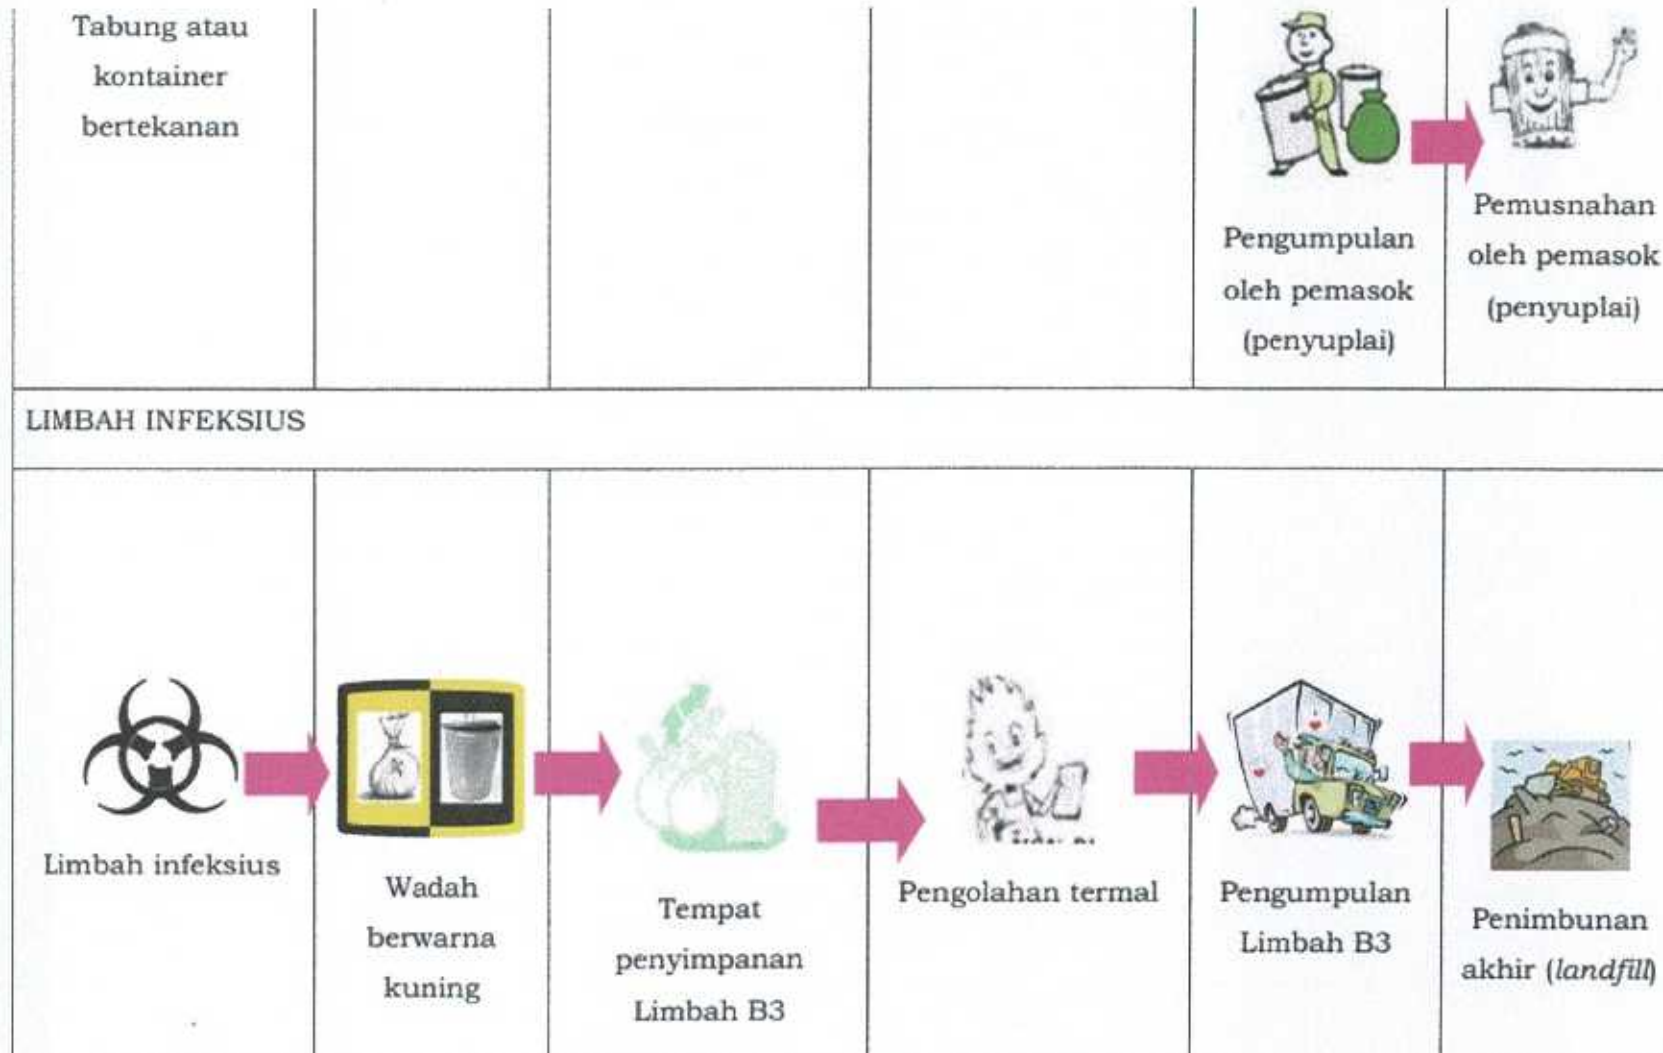 Tabung atau
kontainer
bertekanan
Pengumpulan
oleh pemasok
(penyuplai)
Pemusnahan
oleh pemasok
(penyuplai)
LIMBAH INFEKSIUS
Limbah infeksius
Wadah
berwarna
kuning
Tempat
penyimpanan
Limbah B3
Pengolahan termal
Pengumpulan
Limbah B3
Penimbunan
akhir (landfill)